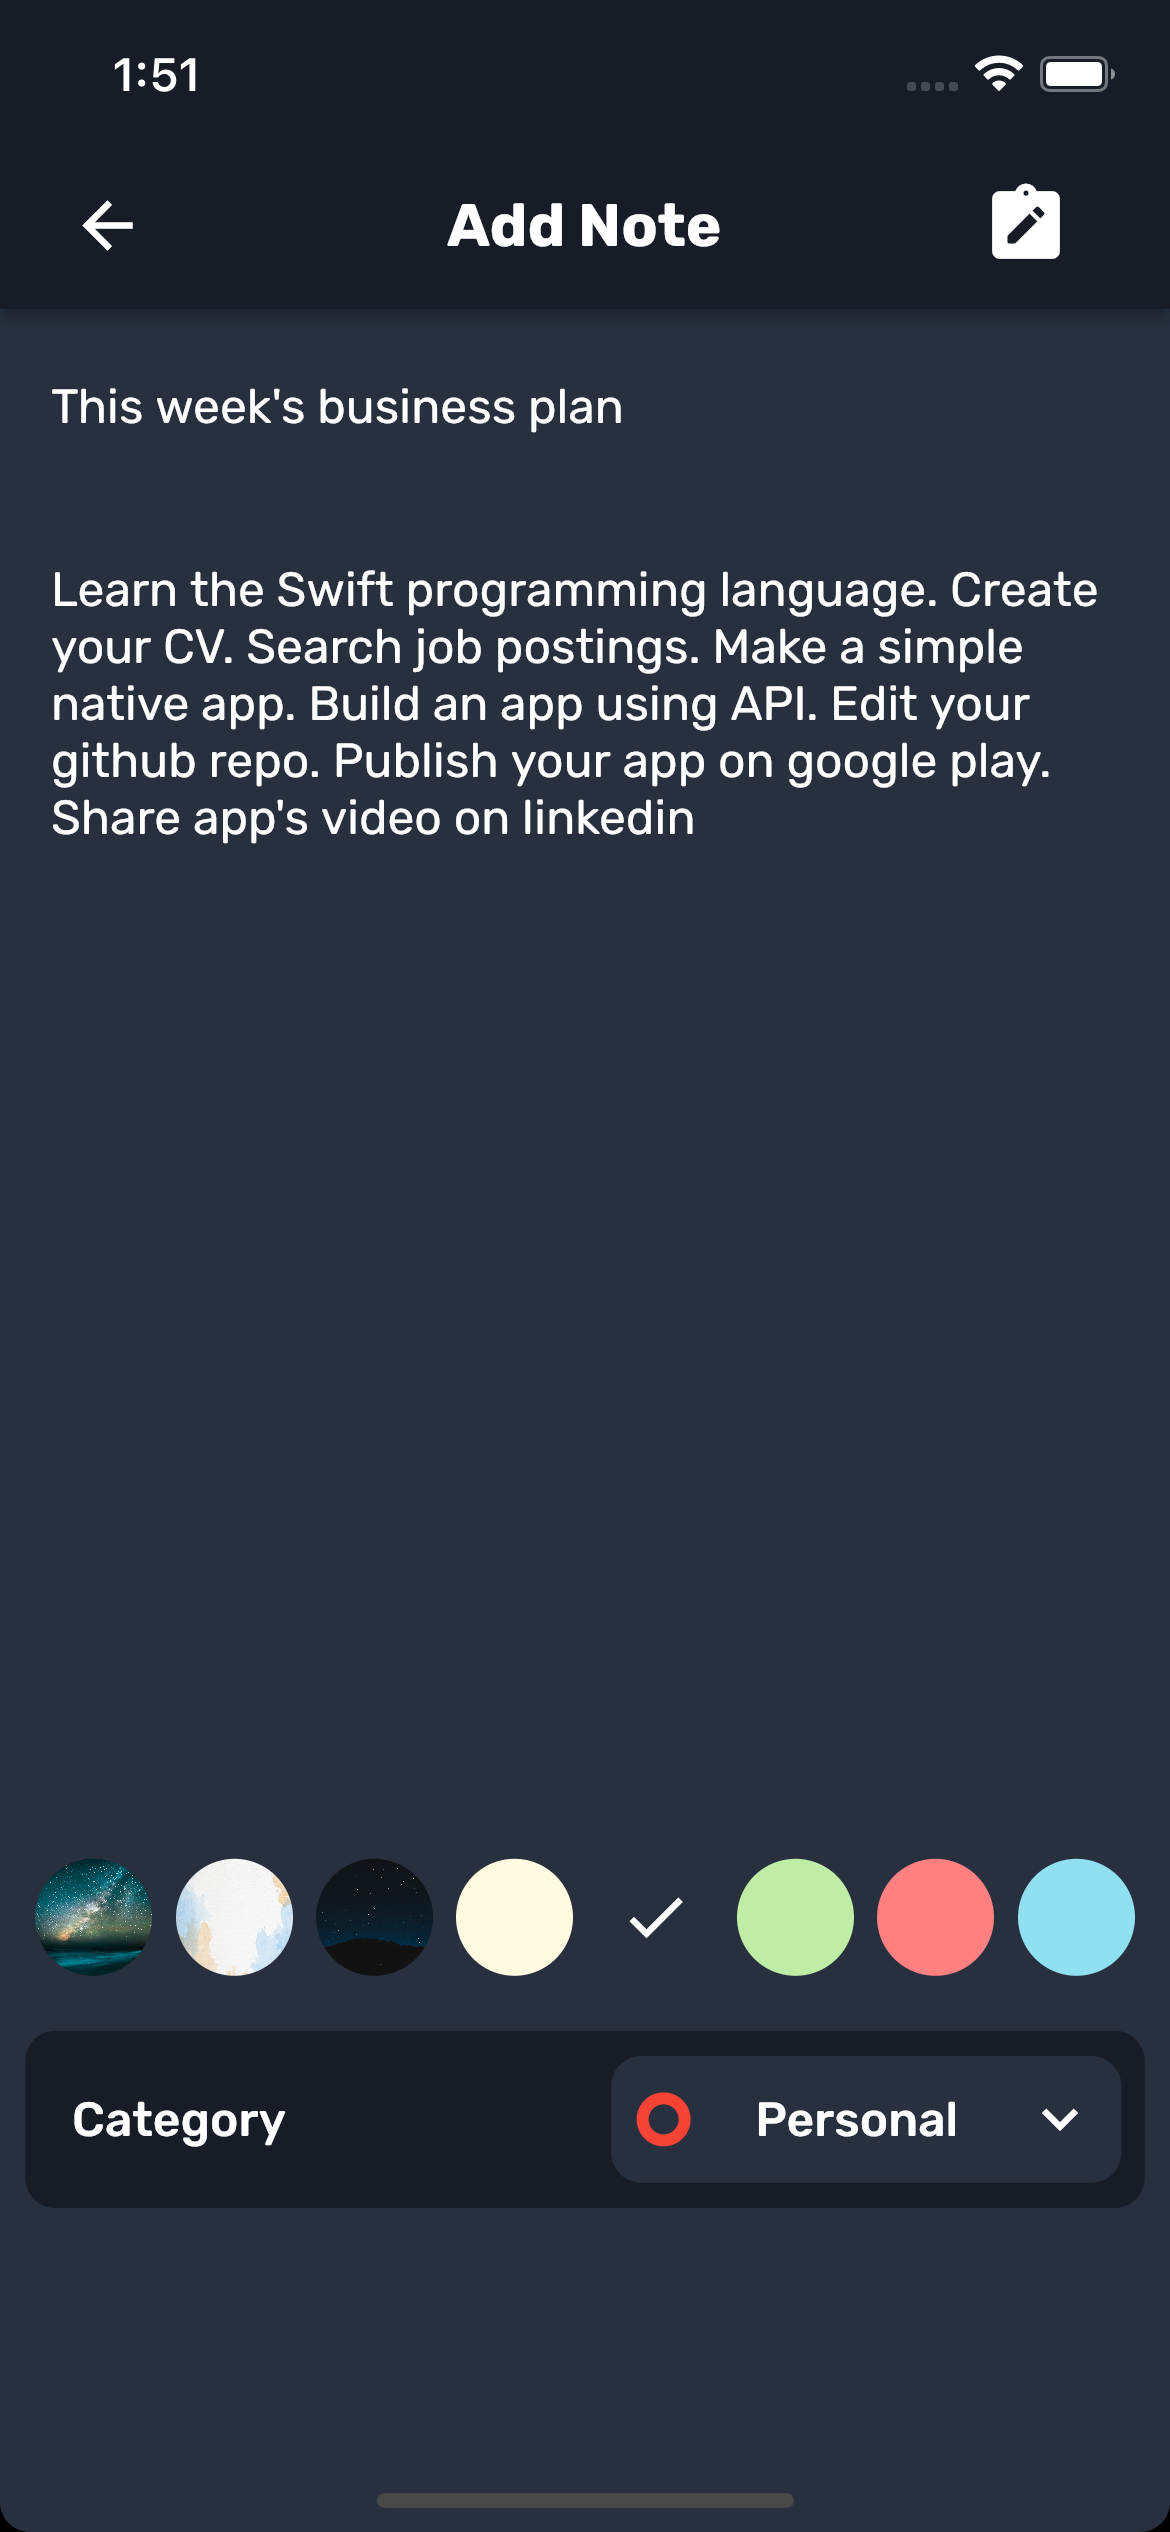 1:51
Add Note
This week's business plan
Learn the Swift programming language. Create
your CV. Search job postings. Make a simple
native app. Build an app using API. Edit your
github repo. Publish your app on google play.
Share app's video on linkedin
Category
Personal